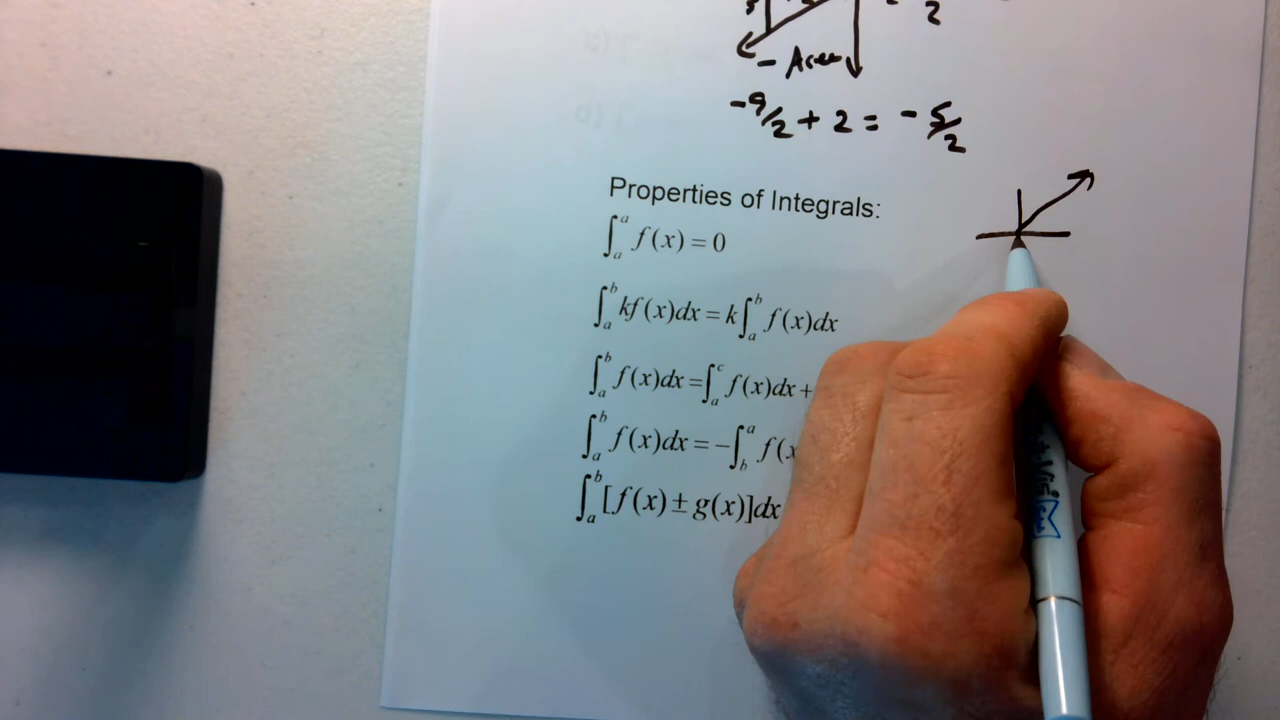 2
- Area
-9/2 + 2 = -5/2
Properties of Integrals:
∫_a^a f(x) = 0
∫_a^b kf(x)dx = k∫_a^b f(x)dx
∫_a^b f(x)dx = ∫_a^c f(x)dx +
∫_a^b f(x)dx = -∫_b^a f(x
∫_a^b [f(x) ± g(x)]dx